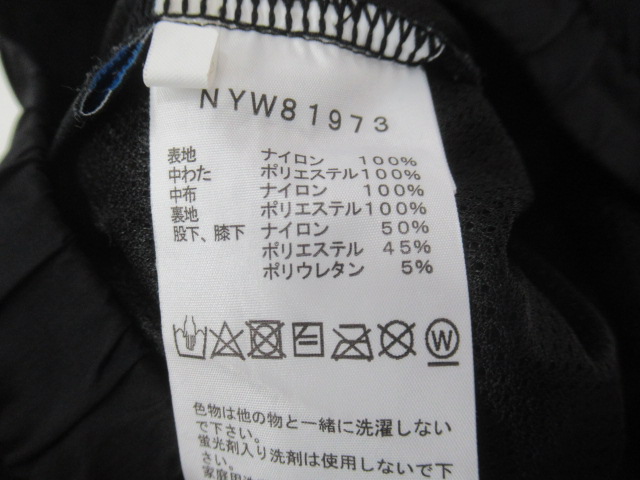 NYW81973
表地 ナイロン 100%
中わた ポリエステル100%
中布 ナイロン 100%
裏地 ポリエステル100%
股下、膝下 ナイロン 50%
ポリエステル 45%
ポリウレタン 5%
W
色物は他の物と一緒に洗濯しない
で下さい。
蛍光剤入り洗剤は使用しないで下
さい。